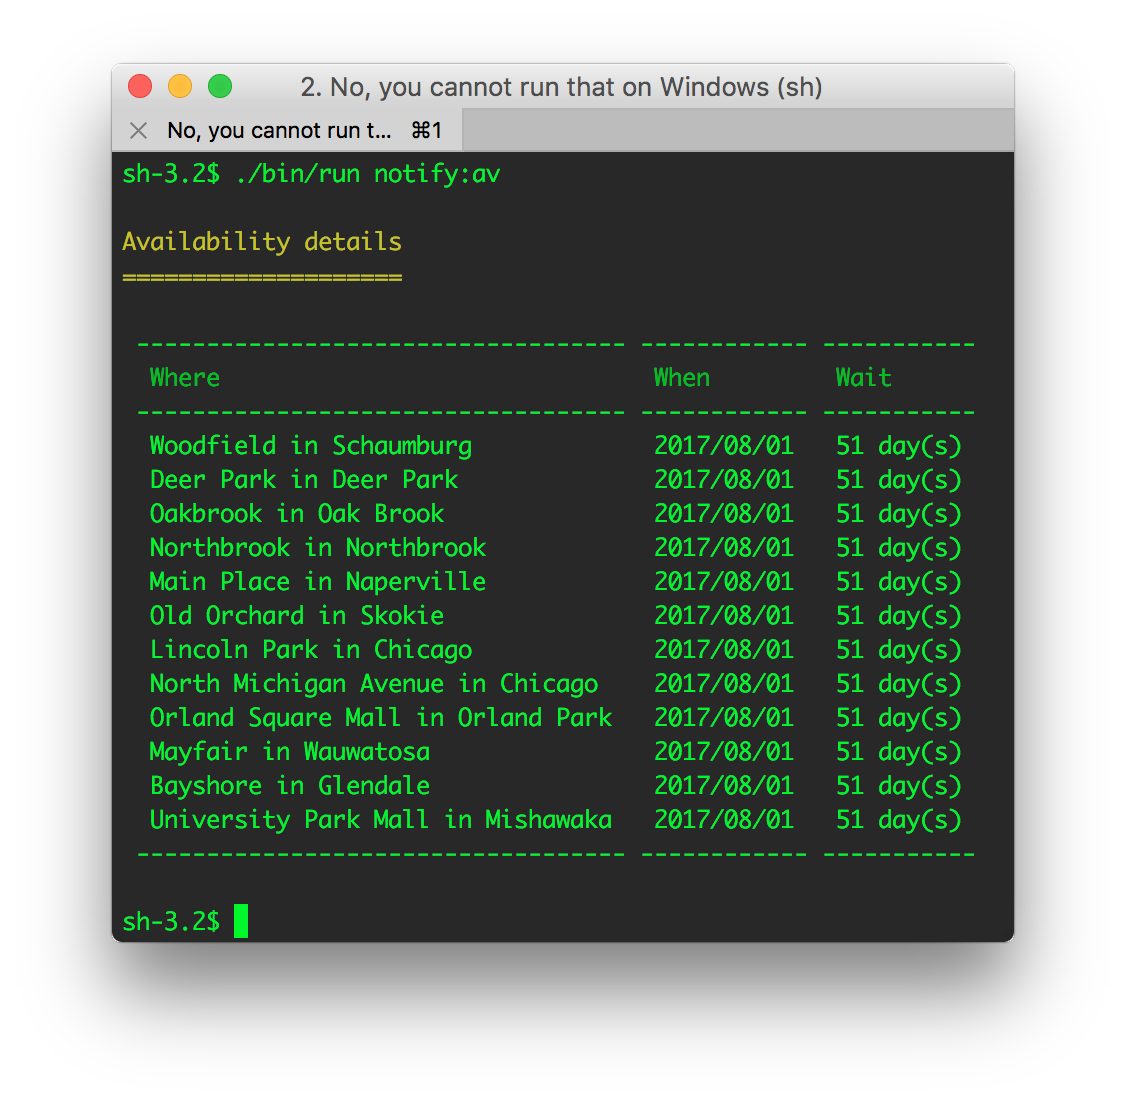 2. No, you cannot run that on Windows (sh)
No, you cannot run t... ⌘1
sh-3.2$ ./bin/run notify:av
Availability details
====================
----------------------------------- ------------ -----------
Where When Wait
----------------------------------- ------------ -----------
Woodfield in Schaumburg 2017/08/01 51 day(s)
Deer Park in Deer Park 2017/08/01 51 day(s)
Oakbrook in Oak Brook 2017/08/01 51 day(s)
Northbrook in Northbrook 2017/08/01 51 day(s)
Main Place in Naperville 2017/08/01 51 day(s)
Old Orchard in Skokie 2017/08/01 51 day(s)
Lincoln Park in Chicago 2017/08/01 51 day(s)
North Michigan Avenue in Chicago 2017/08/01 51 day(s)
Orland Square Mall in Orland Park 2017/08/01 51 day(s)
Mayfair in Wauwatosa 2017/08/01 51 day(s)
Bayshore in Glendale 2017/08/01 51 day(s)
University Park Mall in Mishawaka 2017/08/01 51 day(s)
----------------------------------- ------------ -----------
sh-3.2$